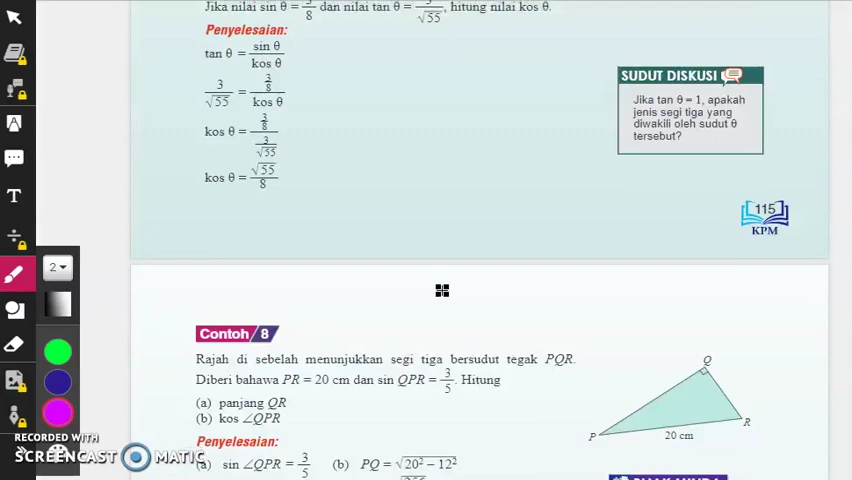 Jika nilai sin θ = 3/8 dan nilai tan θ = 3/√55, hitung nilai kos θ.
Penyelesaian:
tan θ = sin θ/kos θ
3/√55 = (3/8)/kos θ
kos θ = (3/8)/(3/√55)
kos θ = √55/8
SUDUT DISKUSI
Jika tan θ = 1, apakah
jenis segi tiga yang
diwakili oleh sudut θ
tersebut?
115
KPM
T
2
Contoh 8
Rajah di sebelah menunjukkan segi tiga bersudut tegak PQR.
Diberi bahawa PR = 20 cm dan sin QPR = 3/5. Hitung
(a) panjang QR
(b) kos ∠QPR
Q
P
R
20 cm
Penyelesaian:
(a) sin ∠QPR = 3/5 (b) PQ = √20² − 12²
RECORDED WITH
SCREENCAST MATIC